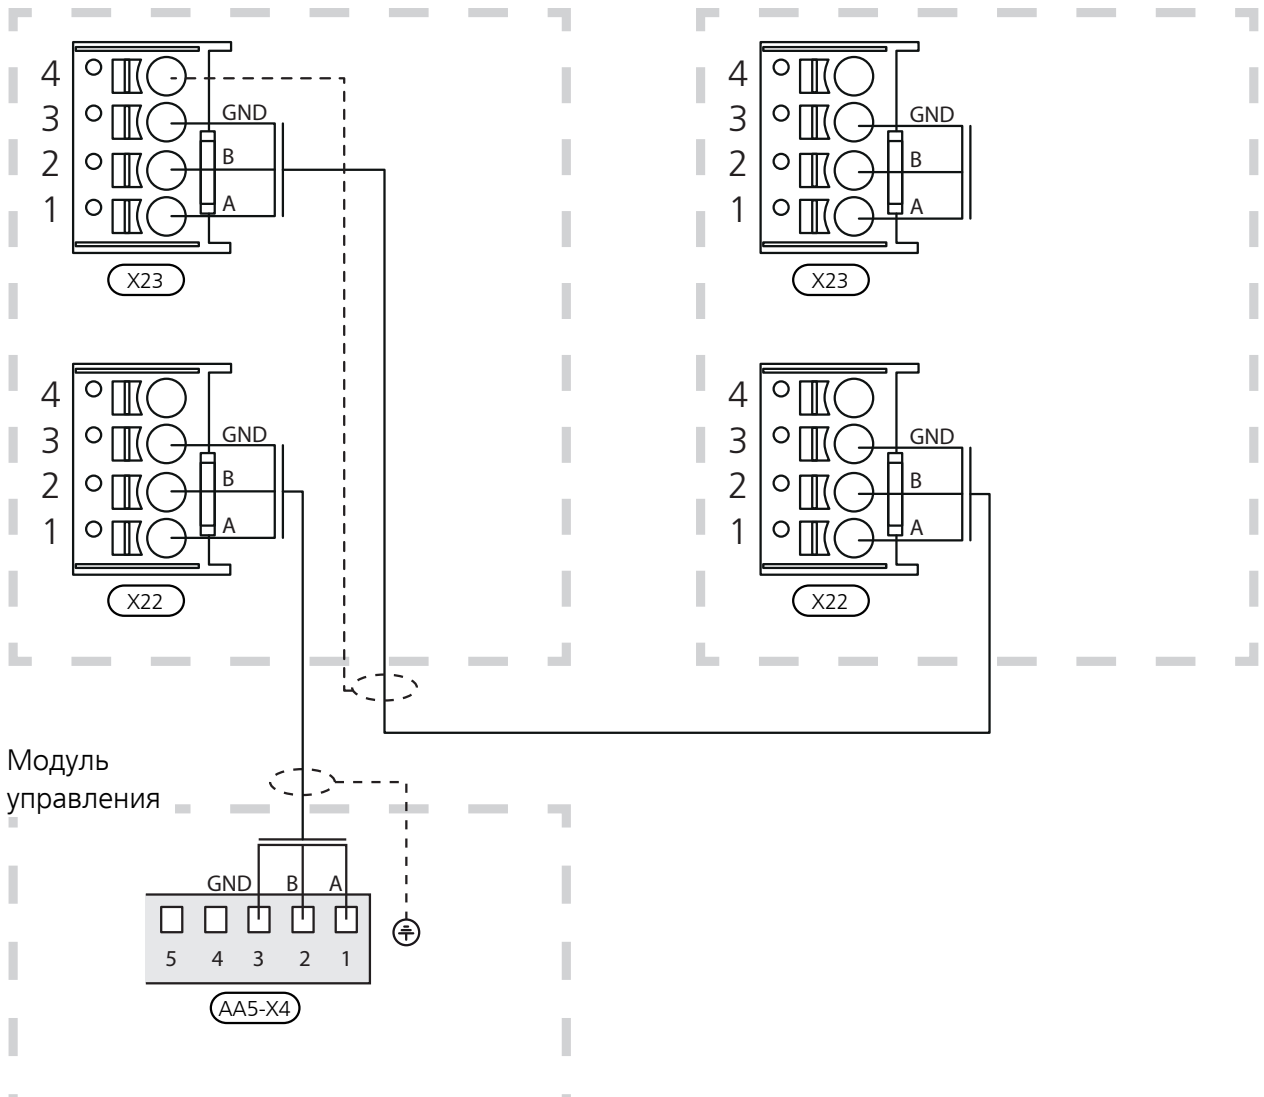 4
3 GND
2 B
1 A
X23
4
3 GND
2 B
1 A
X22
4
3 GND
2 B
1 A
X23
4
3 GND
2 B
1 A
X22
Модуль
управления
GND B A
5 4 3 2 1
AA5-X4